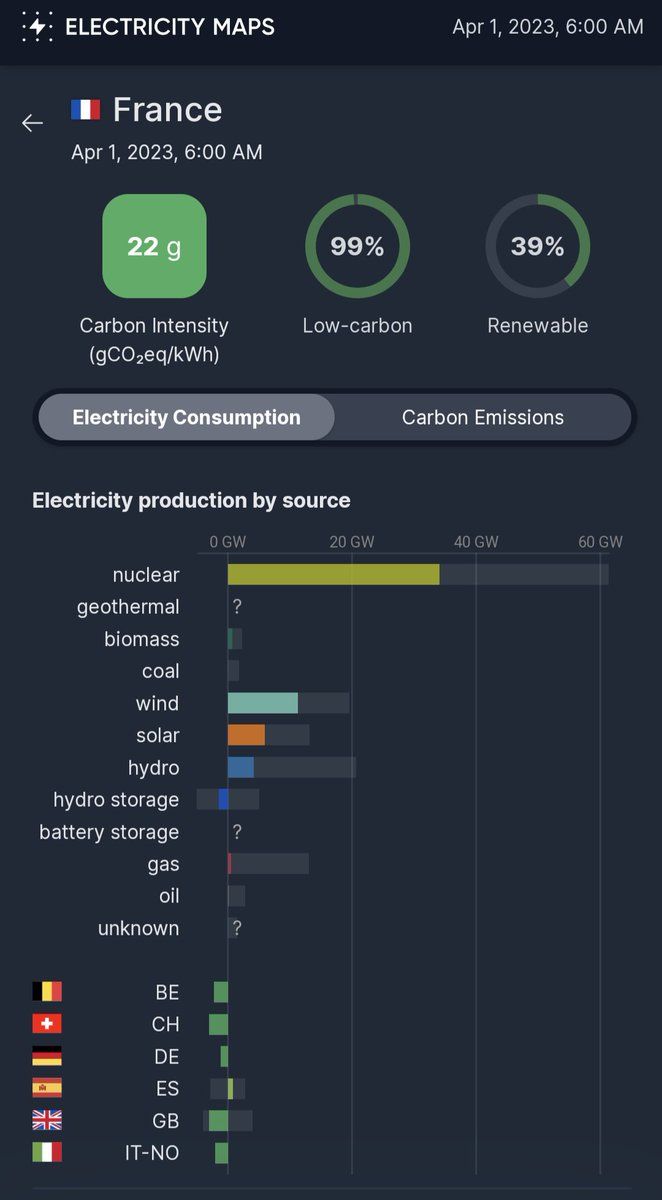 ELECTRICITY MAPS
Apr 1, 2023, 6:00 AM
France
Apr 1, 2023, 6:00 AM
22 g
99%
39%
Carbon Intensity
(gCO₂eq/kWh)
Low-carbon
Renewable
Electricity Consumption
Carbon Emissions
Electricity production by source
0 GW 20 GW 40 GW 60 GW
nuclear
geothermal ?
biomass
coal
wind
solar
hydro
hydro storage
battery storage ?
gas
oil
unknown ?
BE
CH
DE
ES
GB
IT-NO